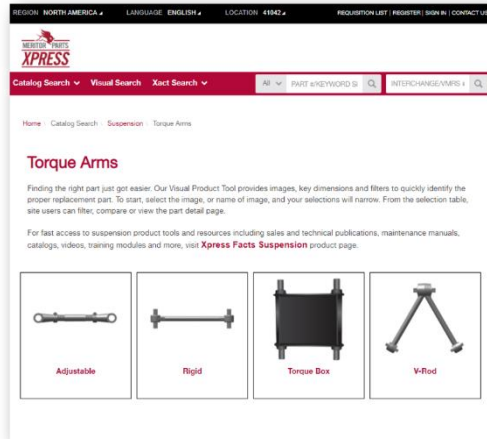 REGION NORTH AMERICA LANGUAGE ENGLISH LOCATION 41042 REQUISITION LIST | REGISTER | SIGN IN | CONTACT US
MERITOR PARTS
XPRESS
Catalog Search Visual Search Xact Search All PART #/KEYWORD SE INTERCHANGE/VMRS #
Home Catalog Search Suspension Torque Arms
Torque Arms
Finding the right part just got easier. Our Visual Product Tool provides images, key dimensions and filters to quickly identify the
proper replacement part. To start, select the image, or name of image, and your selections will narrow. From the selection table,
site users can filter, compare or view the part detail page.
For fast access to suspension product tools and resources including sales and technical publications, maintenance manuals,
catalogs, videos, training modules and more, visit Xpress Facts Suspension product page.
Adjustable Rigid Torque Box V-Rod